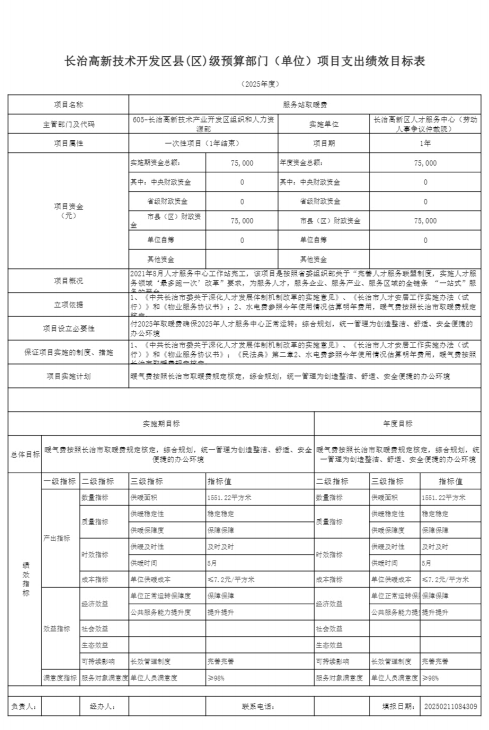 长治高新技术开发区县(区)级预算部门（单位）项目支出绩效目标表
（2025年度）
项目名称 服务站取暖费
主管部门及代码 605-长治高新技术产业开发区组织和人力资源部 实施单位 长治高新区人才服务中心（劳动人事争议仲裁院）
项目属性 一次性项目（1年结束） 项目期 1年
项目资金（元） 实施期资金总额： 75,000 年度资金总额： 75,000
其中：中央财政资金 0 其中：中央财政资金 0
省级财政资金 0 省级财政资金 0
市县（区）财政资金 75,000 市县（区）财政资金 75,000
单位自筹 0 单位自筹 0
其他资金 其他资金
项目概况 2021年8月人才服务中心工作站完工，该项目是按照省委组织部关于“完善人才服务联盟制度，实施人才服务领域‘最多跑一次’改革”要求，为服务人才，服务企业、服务产业、服务区域的全链条 “一站式”服
立项依据 1、《中共长治市委关于深化人才发展体制机制改革的实施意见》、《长治市人才安居工作实施办法（试行）》和《物业服务协议书》；2、水电费参照今年使用情况估算明年费用，暖气费按照长治市取暖费规定
项目设立必要性 付2025年取暖费确保2025年人才服务中心正常运转；综合规划，统一管理为创造整洁、舒适、安全便捷的办公环境
保证项目实施的制度、措施 1、《中共长治市委关于深化人才发展体制机制改革的实施意见》、《长治市人才安居工作实施办法（试行）》和《物业服务协议书》；《民法典》第二章2、水电费参照今年使用情况估算明年费用，暖气费按照长治市取暖费规定核定
项目实施计划 暖气费按照长治市取暖费规定核定，综合规划，统一管理为创造整洁、舒适、安全便捷的办公环境
实施期目标 年度目标
总体目标 暖气费按照长治市取暖费规定核定，综合规划，统一管理为创造整洁、舒适、安全便捷的办公环境 暖气费按照长治市取暖费规定核定，综合规划，统一管理为创造整洁、舒适、安全便捷的办公环境
绩效指标 一级指标 二级指标 三级指标 指标值 二级指标 三级指标 指标值
产出指标 数量指标 供暖面积 1551.22平方米 数量指标 供暖面积 1551.22平方米
质量指标 供暖稳定性 稳定稳定 质量指标 供暖稳定性 稳定稳定
供暖保障度 保障保障 供暖保障度 保障保障
时效指标 供暖及时性 及时及时 时效指标 供暖及时性 及时及时
供暖时间 5月 供暖时间 5月
成本指标 单位供暖成本 ≤7.2元/平方米 成本指标 单位供暖成本 ≤7.2元/平方米
效益指标 经济效益 单位正常运转保障度 保障保障 经济效益 单位正常运转保障 保障保障
公共服务能力提升度 提升提升 公共服务能力提 提升提升
社会效益 社会效益
生态效益 生态效益
可持续影响 长效管理制度 完善完善 可持续影响 长效管理制度 完善完善
满意度指标 服务对象满意度 单位人员满意度 ≥96% 服务对象满意度 单位人员满意度 ≥96%
负责人： 经办人： 联系电话： 填报日期： 20250211084309